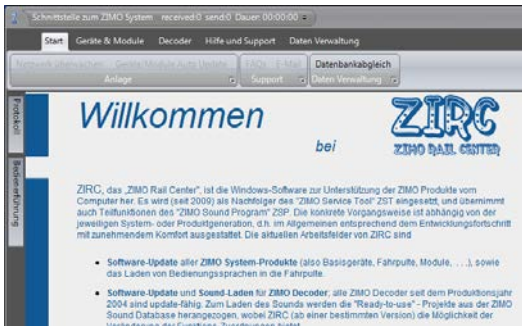 Schnittstelle zum ZIMO System received:0 send:0 Dauer: 00:00:00
Start Geräte & Module Decoder Hilfe und Support Daten Verwaltung
Netzwerk überwachen Geräte/Module Auto Update FAQs E-Mail Datenbankabgleich
Anlage Support Daten Verwaltung
Protokoll
Bedienerführung
Willkommen
bei
ZIRC
ZIMO RAIL CENTER
ZIRC, das „ZIMO Rail Center“, ist die Windows-Software zur Unterstützung der ZIMO Produkte vom
Computer her. Es wird (seit 2009) als Nachfolger des "ZIMO Service Tool" ZST eingesetzt, und übernimmt
auch Teilfunktionen des "ZIMO Sound Program" ZSP. Die konkrete Vorgangsweise ist abhängig von der
jeweiligen System- oder Produktgeneration, d.h. im Allgemeinen entsprechend dem Entwicklungsfortschritt
mit zunehmendem Komfort ausgestattet. Die aktuellen Arbeitsfelder von ZIRC sind
• Software-Update aller ZIMO System-Produkte (also Basisgeräte, Fahrpulte, Module, . . .), sowie
das Laden von Bedienungssprachen in die Fahrpulte.
• Software-Update und Sound-Laden für ZIMO Decoder; alle ZIMO Decoder seit dem Produktionsjahr
2004 sind update-fähig. Zum Laden des Sounds werden die "Ready-to-use" - Projekte aus der ZIMO
Sound Database herangezogen, wobei ZIRC (ab einer bestimmten Version) die Möglichkeit der